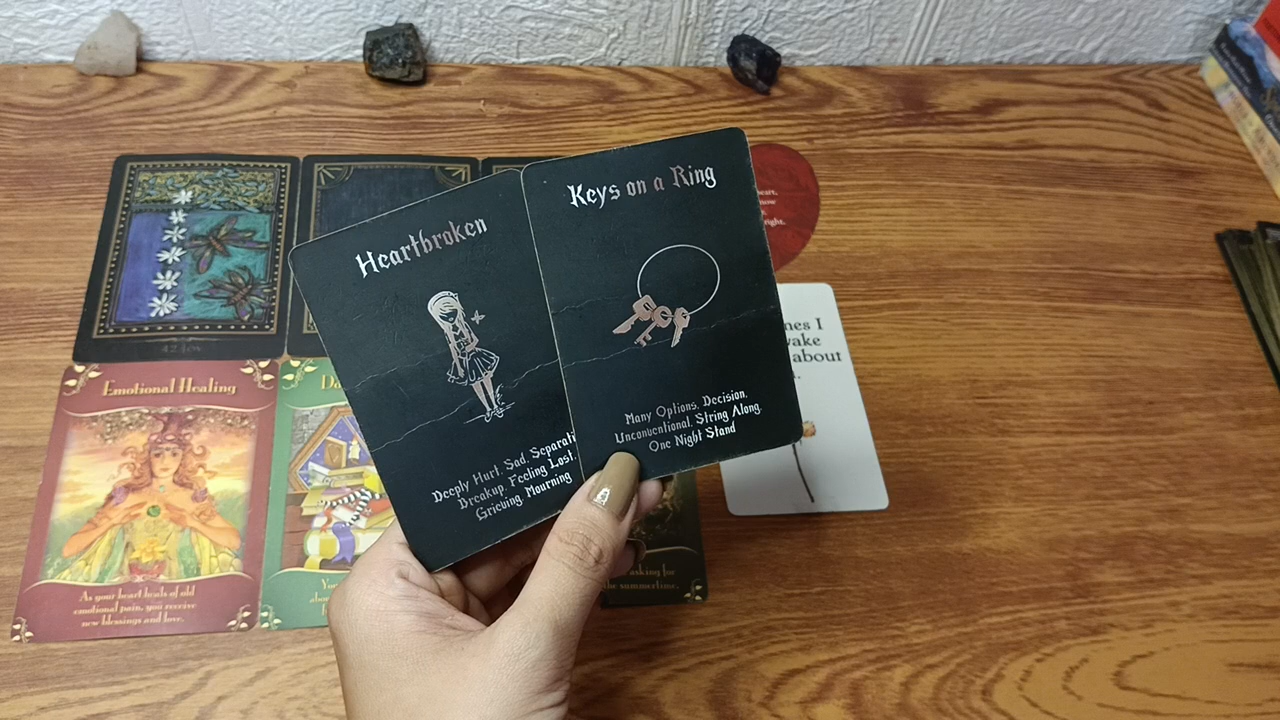 Heartbroken
Deeply Hurt, Sad,
Breakup, Feeling Lost,
Grieving, Mourning
Keys on a Ring
Many Options, Decision,
Unconventional, String Along,
One Night Stand
42 Joy
Emotional Healing
As your heart heals of old
emotional pain, you receive
new blessings and love.
right.
I
about
asking for
the summertime.